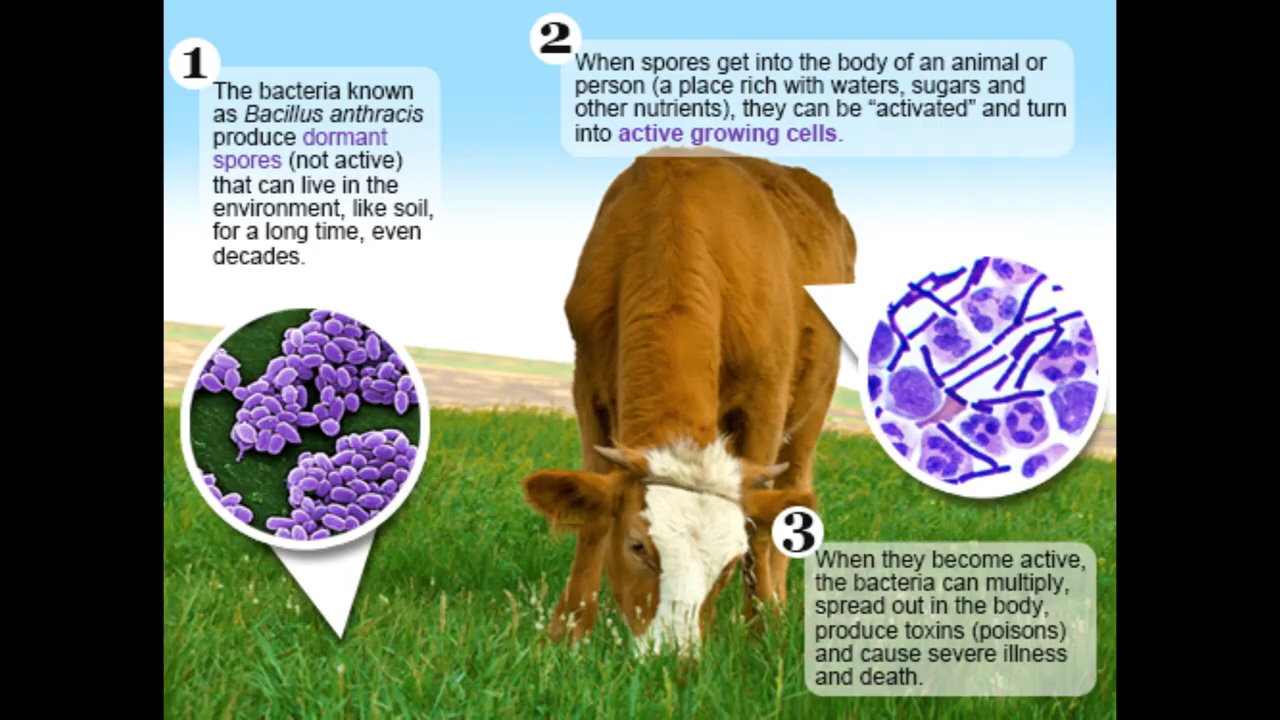 1
The bacteria known
as Bacillus anthracis
produce dormant
spores (not active)
that can live in the
environment, like soil,
for a long time, even
decades.
2
When spores get into the body of an animal or
person (a place rich with waters, sugars and
other nutrients), they can be “activated” and turn
into active growing cells.
3
When they become active,
the bacteria can multiply,
spread out in the body,
produce toxins (poisons)
and cause severe illness
and death.